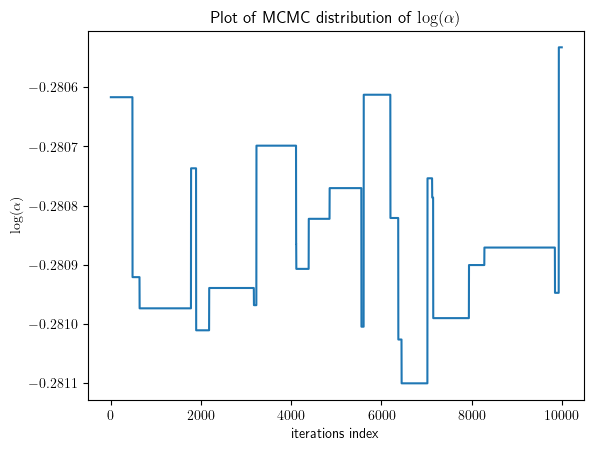 Plot of MCMC distribution of log(α)
−0.2806
−0.2807
−0.2808
−0.2809
−0.2810
−0.2811
log(α)
0 2000 4000 6000 8000 10000
iterations index